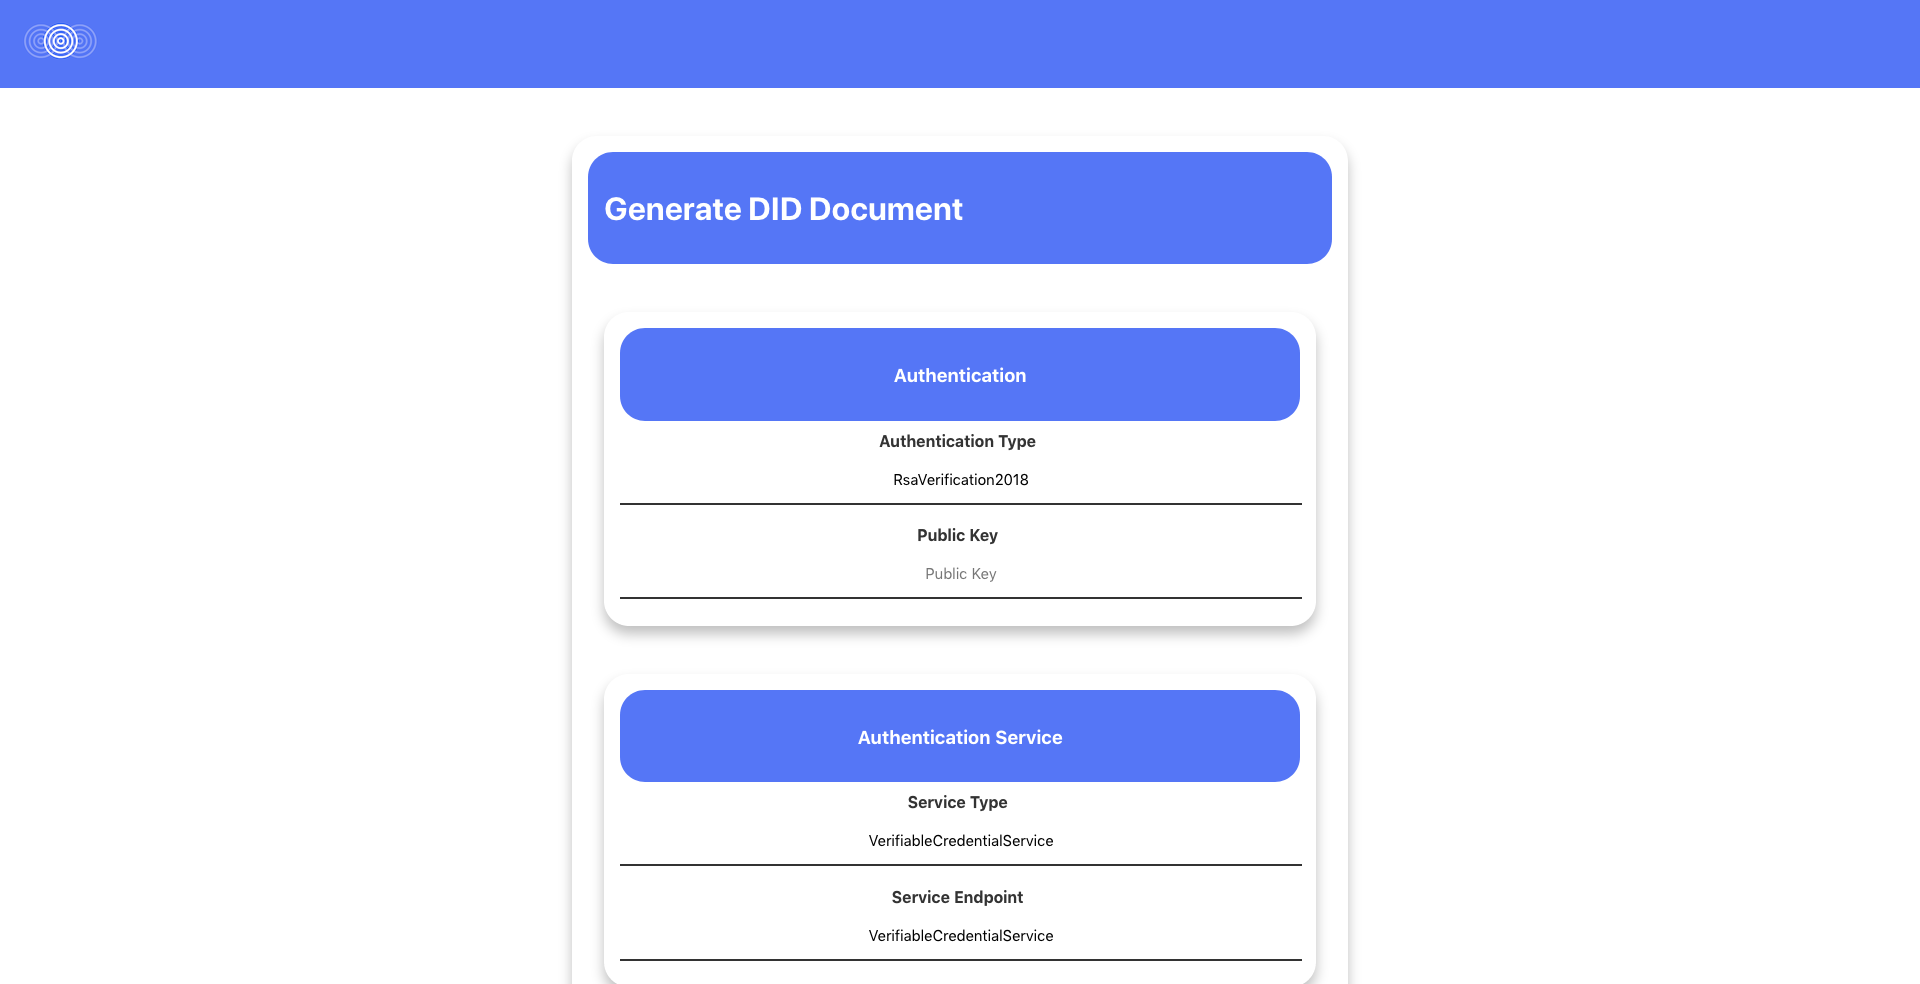 Generate DID Document
Authentication
Authentication Type
RsaVerification2018
Public Key
Public Key
Authentication Service
Service Type
VerifiableCredentialService
Service Endpoint
VerifiableCredentialService